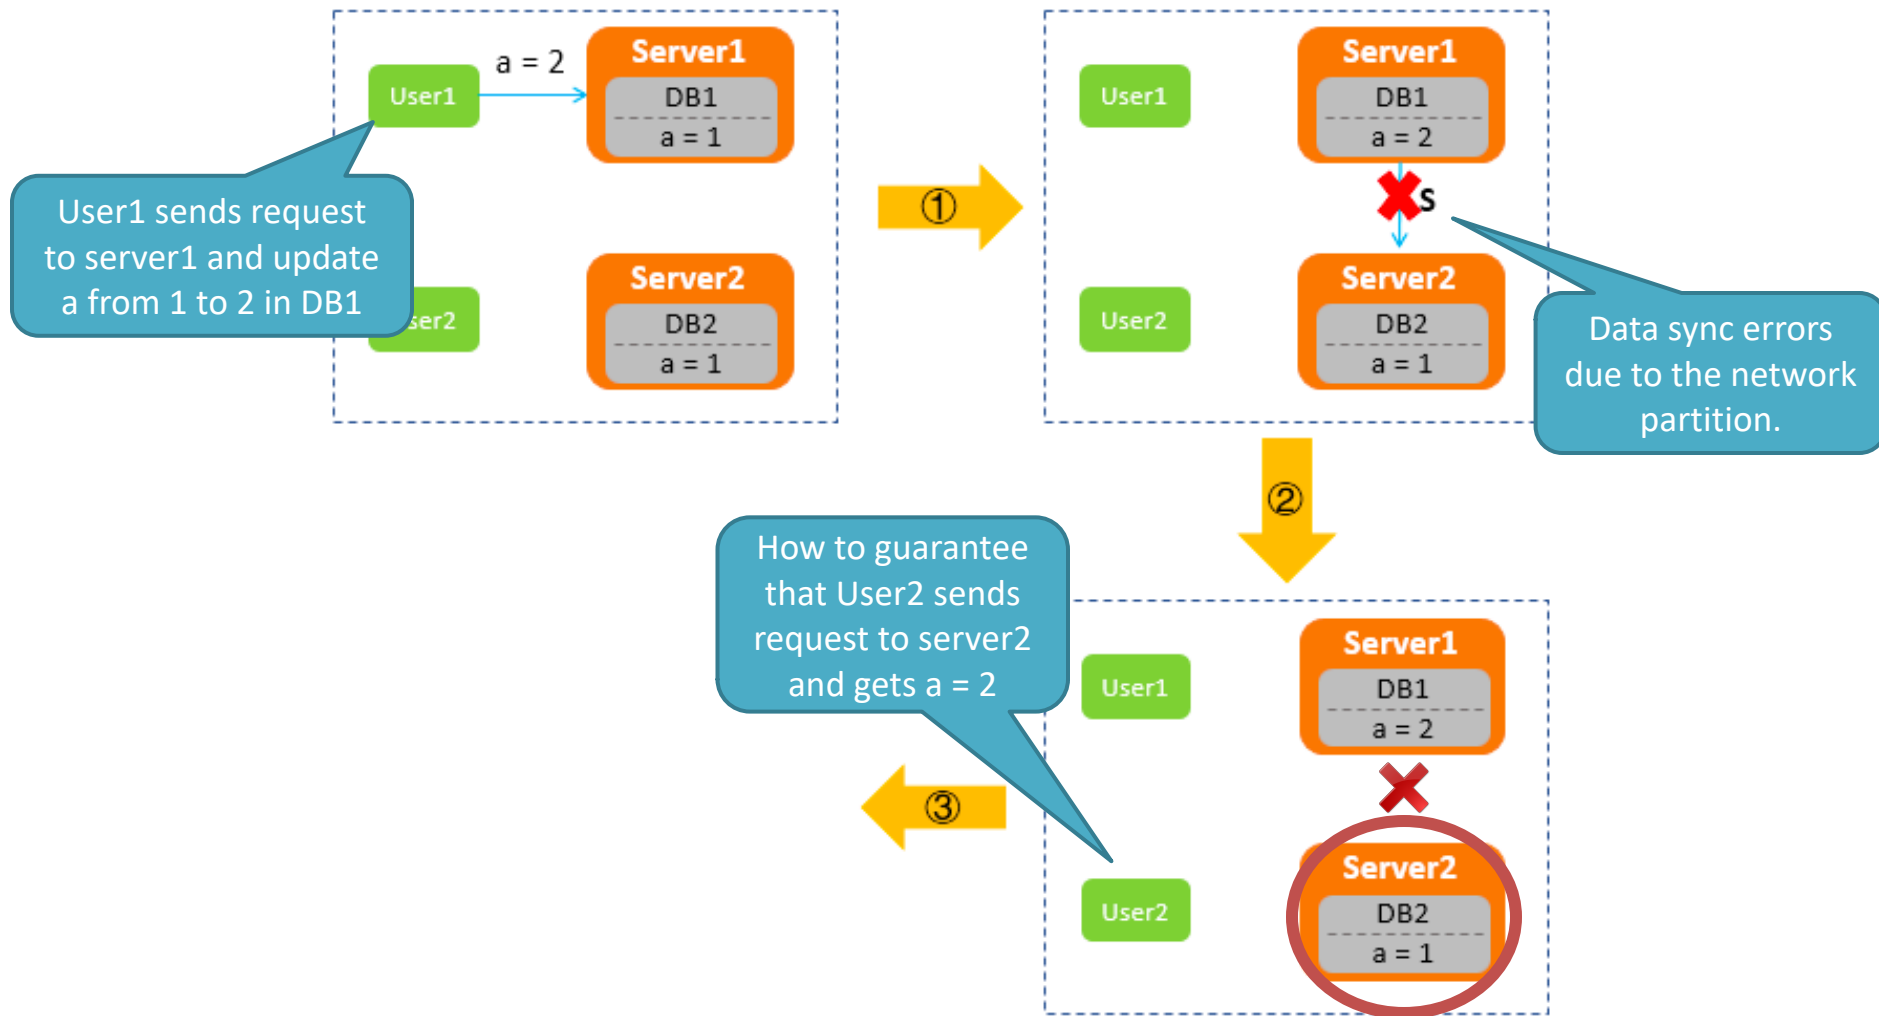 a = 2
User1
Server1
DB1
a = 1
User1 sends request
to server1 and update
a from 1 to 2 in DB1
ser2
Server2
DB2
a = 1
①
User1
Server1
DB1
a = 2
S
User2
Server2
DB2
a = 1
Data sync errors
due to the network
partition.
②
How to guarantee
that User2 sends
request to server2
and gets a = 2
User1
Server1
DB1
a = 2
③
User2
Server2
DB2
a = 1